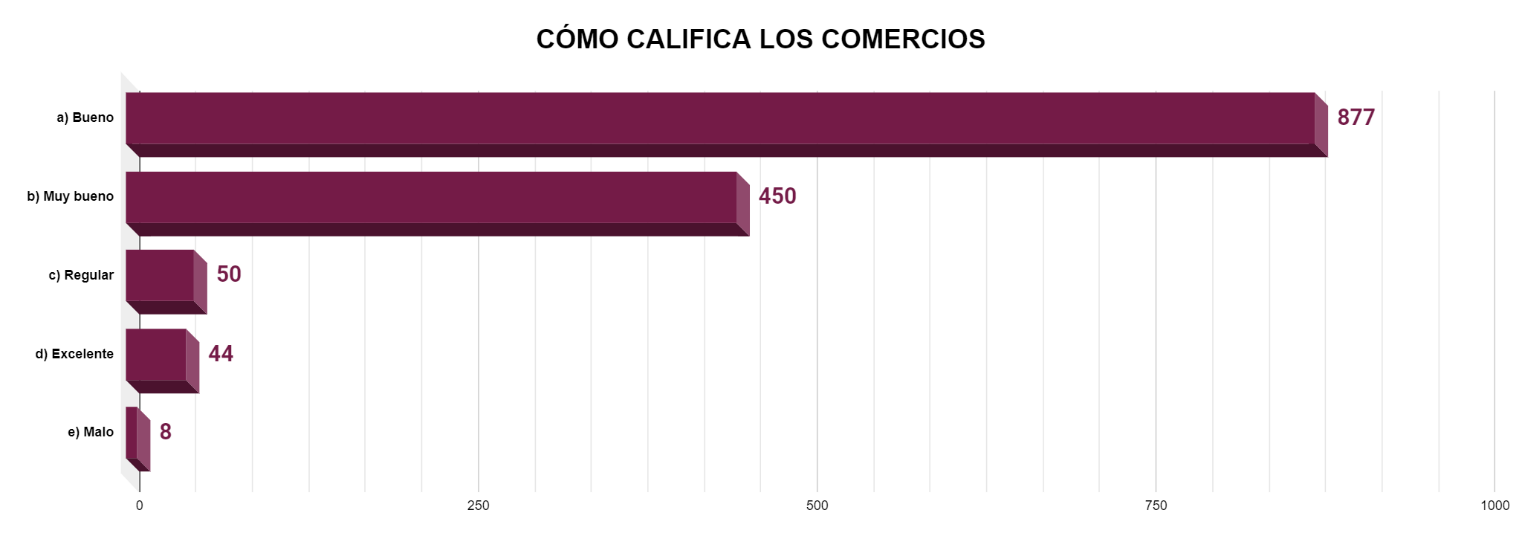 CÓMO CALIFICA LOS COMERCIOS
a) Bueno 877
b) Muy bueno 450
c) Regular 50
d) Excelente 44
e) Malo 8
0 250 500 750 1000